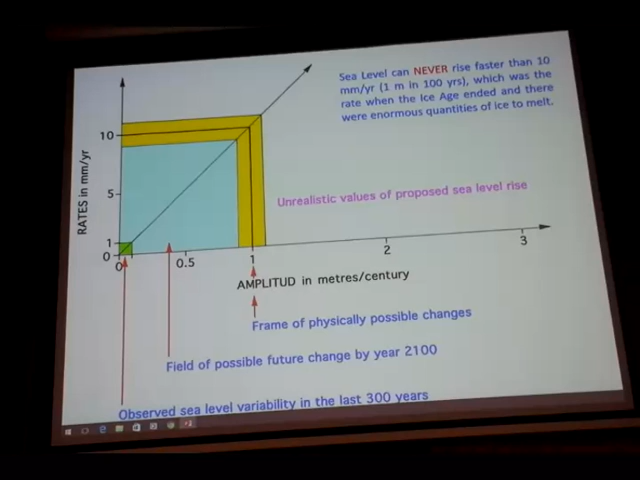 Sea Level can NEVER rise faster than 10
mm/yr (1 m in 100 yrs), which was the
rate when the Ice Age ended and there
were enormous quantities of ice to melt.
RATES in mm/yr
10
5
1
0
Unrealistic values of proposed sea level rise
0 0.5 1 2 3
AMPLITUD in metres/century
Frame of physically possible changes
Field of possible future change by year 2100
Observed sea level variability in the last 300 years